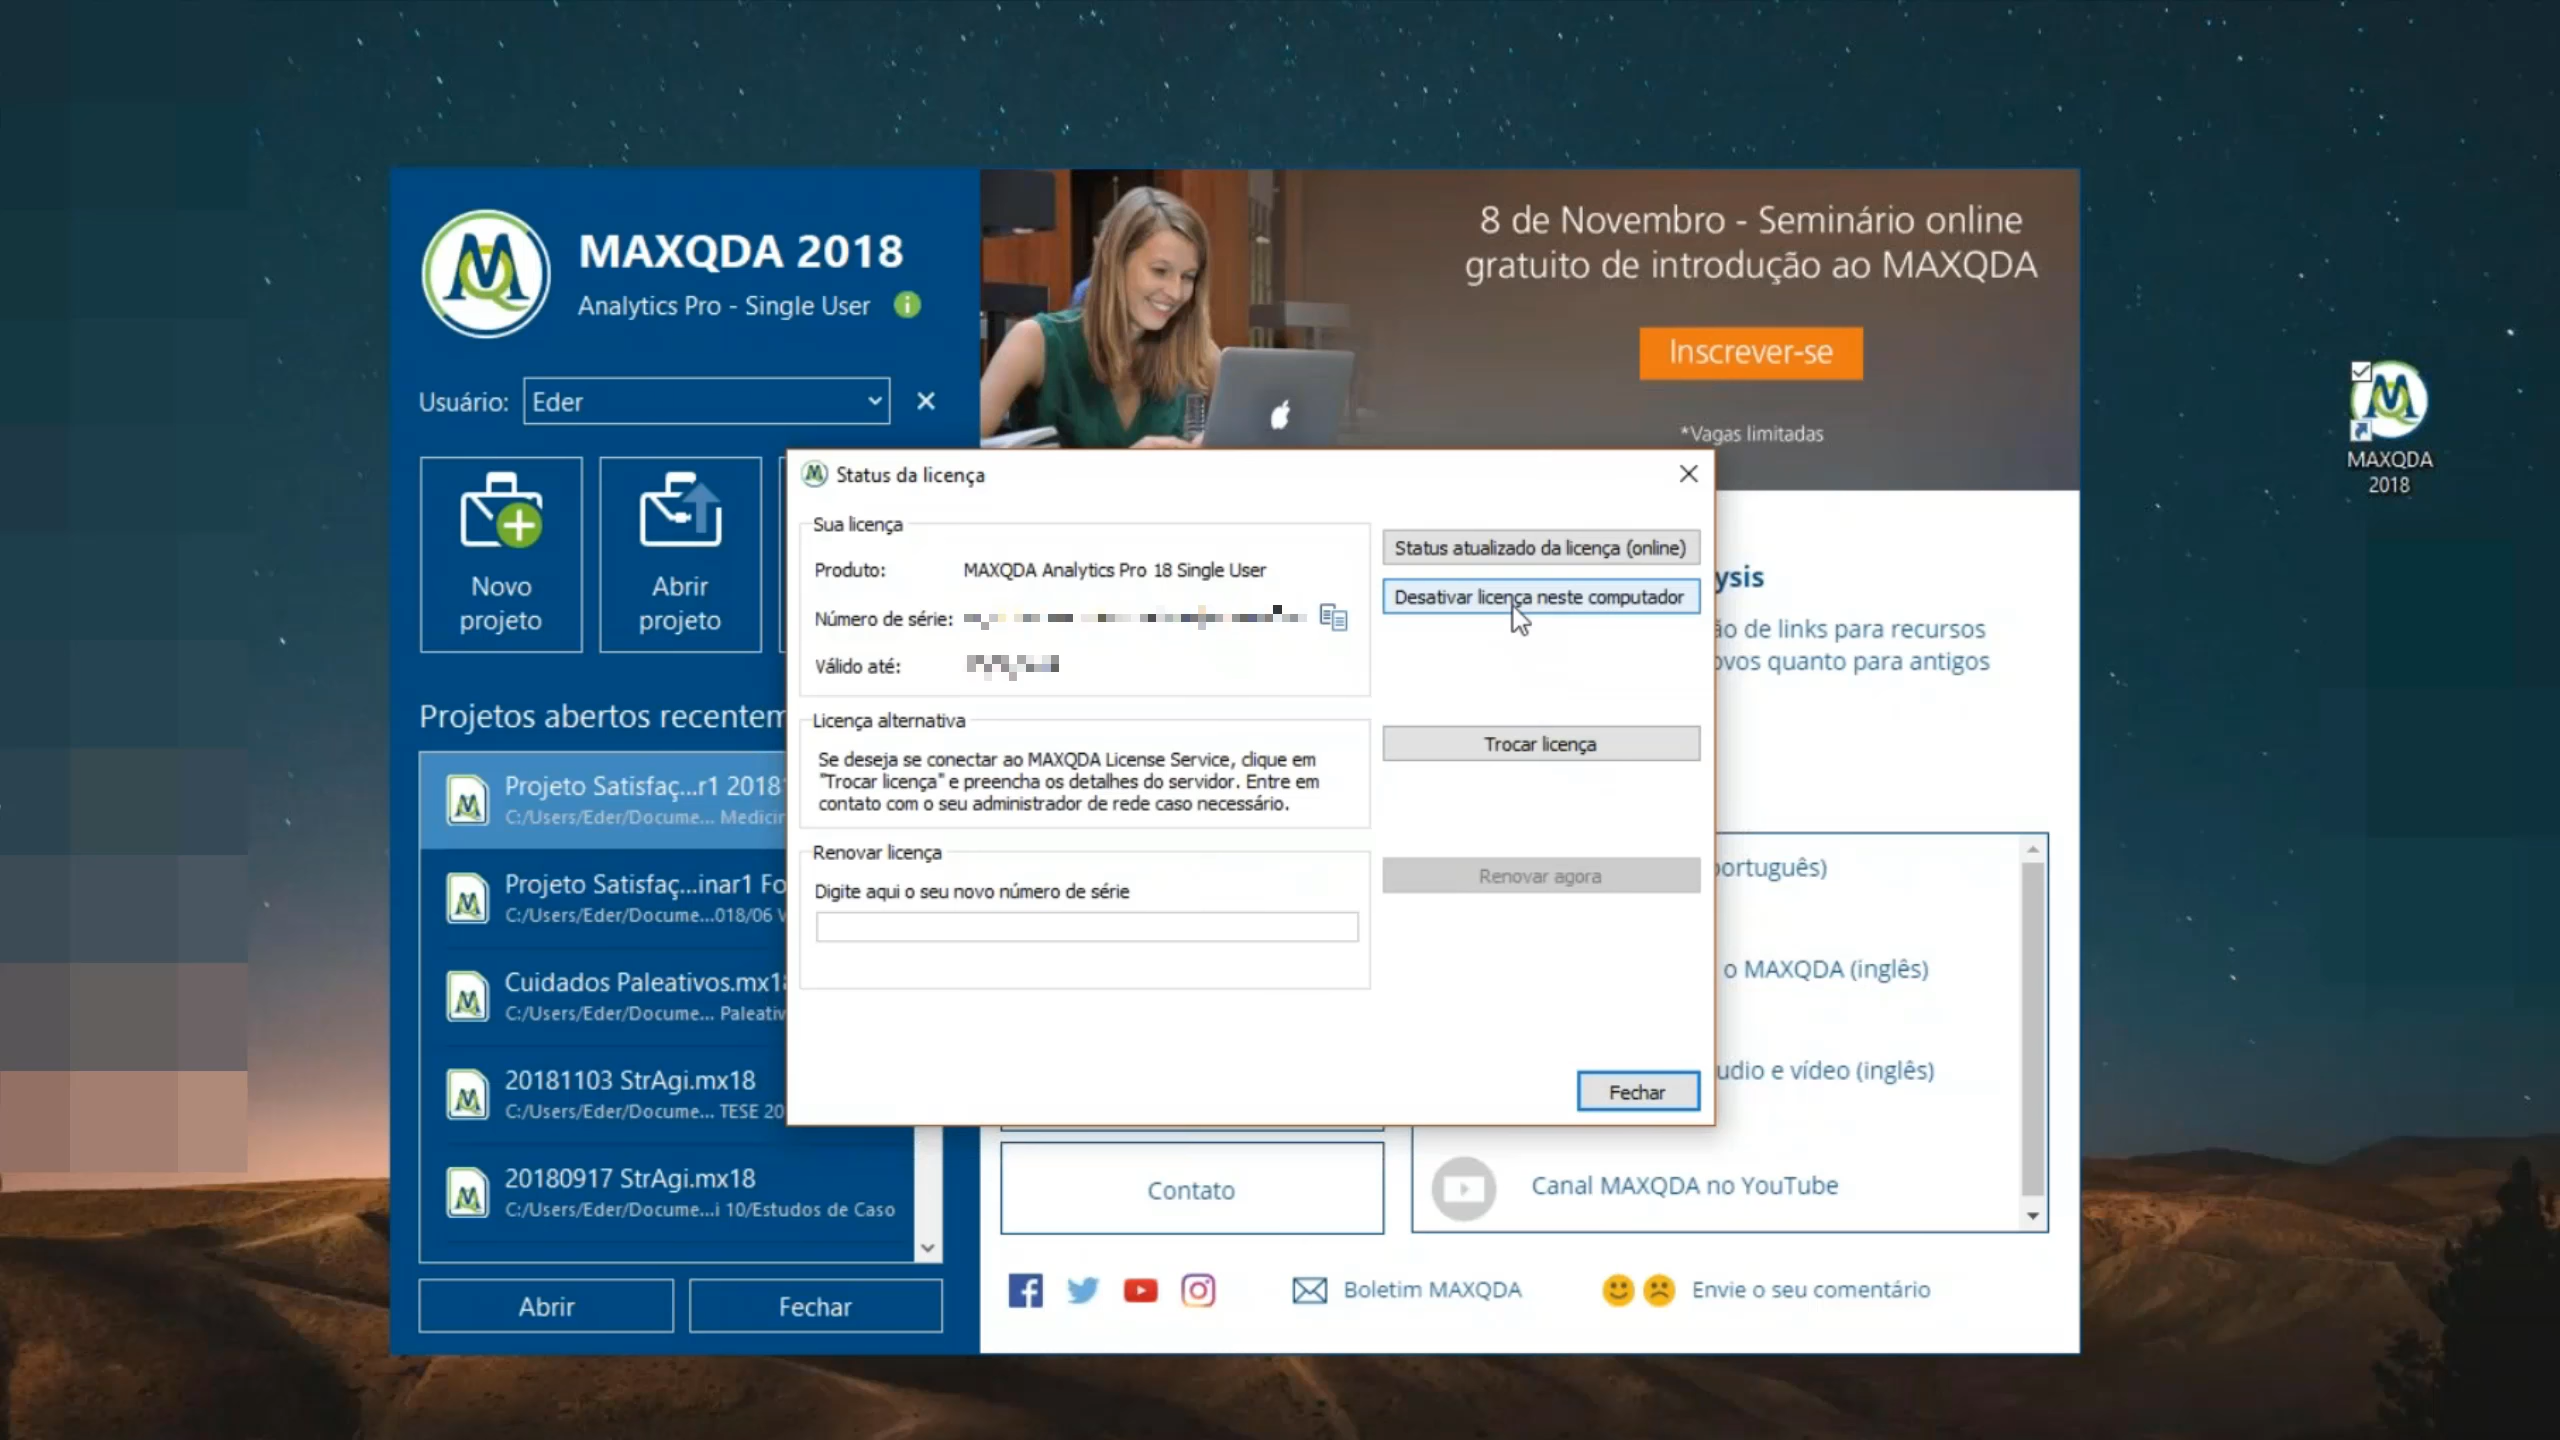 MAXQDA 2018
Analytics Pro - Single User
Usuário: Eder
Novo
projeto
Abrir
projeto
Projetos abertos recentem
Projeto Satisfaç...r1 2018
C:/Users/Eder/Docume... Medicin
Projeto Satisfaç...inar1 Fo
C:/Users/Eder/Docume...018/06 V
Cuidados Paleativos.mx18
C:/Users/Eder/Docume... Paleativ
20181103 StrAgi.mx18
C:/Users/Eder/Docume... TESE 20
20180917 StrAgi.mx18
C:/Users/Eder/Docume...i 10/Estudos de Caso
Abrir
Fechar
8 de Novembro - Seminário online
gratuito de introdução ao MAXQDA
Inscrever-se
*Vagas limitadas
Status da licença
Sua licença
Produto: MAXQDA Analytics Pro 18 Single User
Número de série:
Válido até:
Status atualizado da licença (online)
Desativar licença neste computador
Licença alternativa
Se deseja se conectar ao MAXQDA License Service, clique em
"Trocar licença" e preencha os detalhes do servidor. Entre em
contato com o seu administrador de rede caso necessário.
Trocar licença
Renovar licença
Digite aqui o seu novo número de série
Renovar agora
Fechar
ysis
ão de links para recursos
ovos quanto para antigos
português)
o MAXQDA (inglês)
udio e vídeo (inglês)
Canal MAXQDA no YouTube
Contato
Boletim MAXQDA
Envie o seu comentário
MAXQDA
2018